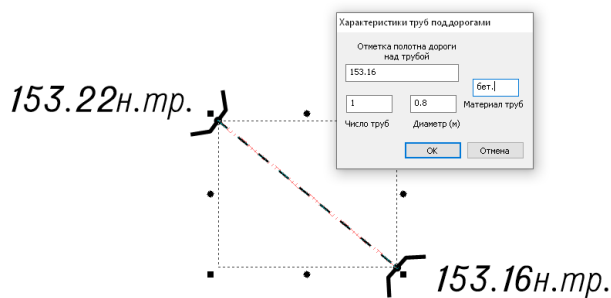 Характеристики труб под дорогами
Отметка полотна дороги
над трубой
153.16
бет.
1
0.8
Материал труб
Число труб
Диаметр (м)
OK
Отмена
153.22н.тр.
153.16н.тр.